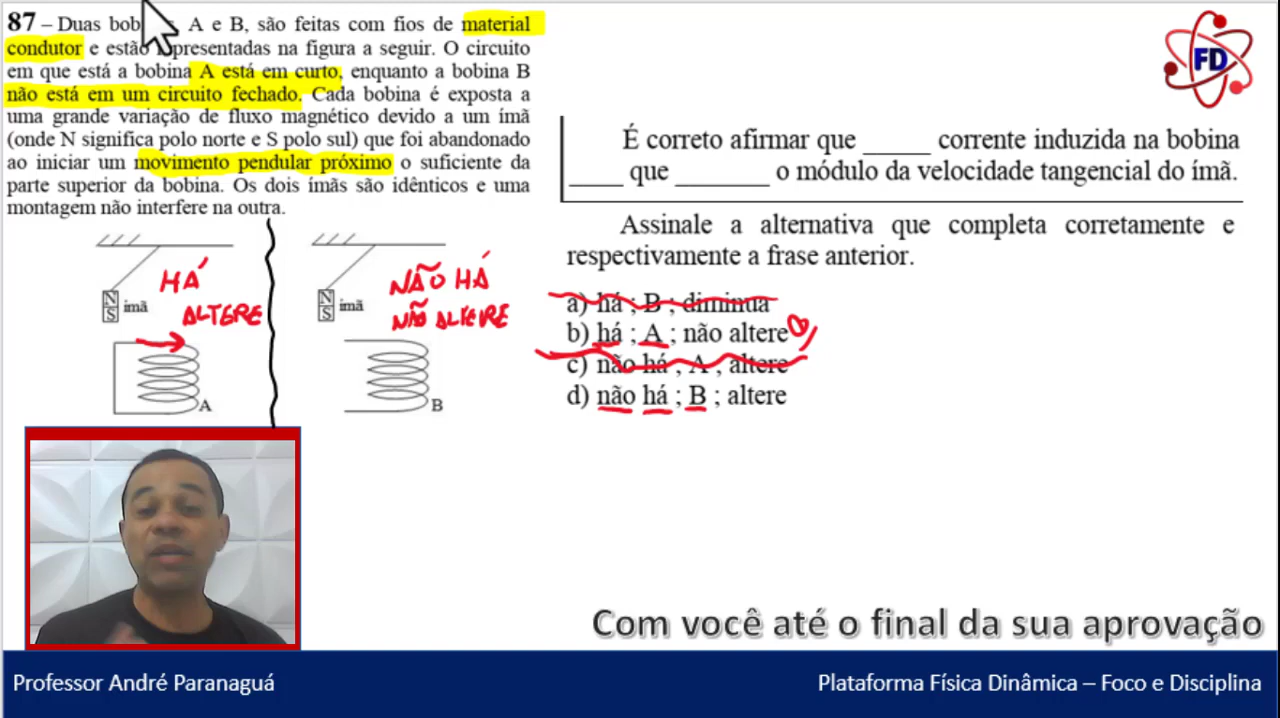 87 – Duas A e B, são feitas com fios de material
condutor e estão representadas na figura a seguir. O circuito
em que está a bobina A está em curto, enquanto a bobina B
não está em um circuito fechado. Cada bobina é exposta a
uma grande variação de fluxo magnético devido a um ímã
(onde N significa polo norte e S polo sul) que foi abandonado
ao iniciar um movimento pendular próximo o suficiente da
parte superior da bobina. Os dois ímãs são idênticos e uma
montagem não interfere na outra.
HÁ
ALTERE
N
S
imã
A
NÃO HÁ
NÃO ALTERE
N
S
imã
B
FD
É correto afirmar que _____ corrente induzida na bobina
____ que _______ o módulo da velocidade tangencial do ímã.
Assinale a alternativa que completa corretamente e
respectivamente a frase anterior.
a) há ; B ; diminua
b) há ; A ; não altere
c) não há ; A ; altere
d) não há ; B ; altere
Com você até o final da sua aprovação
Professor André Paranaguá
Plataforma Física Dinâmica – Foco e Disciplina